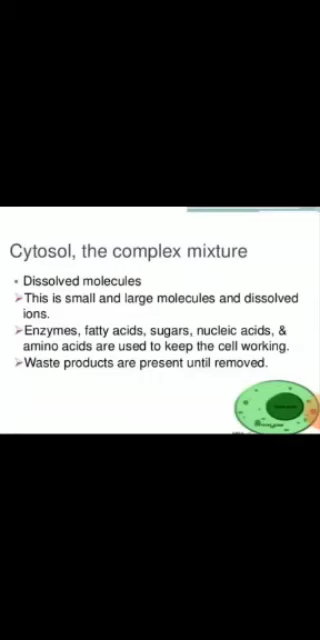 Cytosol, the complex mixture
▪ Dissolved molecules
➢This is small and large molecules and dissolved
ions.
➢Enzymes, fatty acids, sugars, nucleic acids, &
amino acids are used to keep the cell working.
➢Waste products are present until removed.